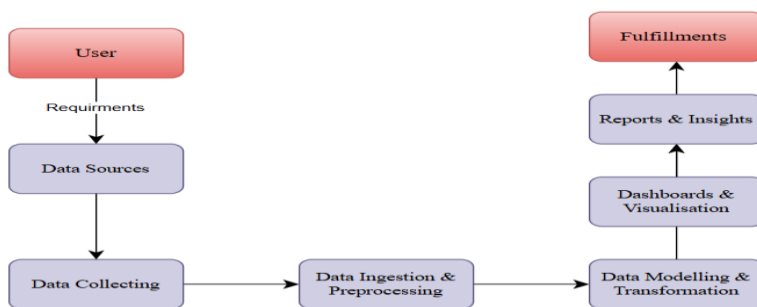 User
Requirments
Data Sources
Data Collecting
Data Ingestion &
Preprocessing
Data Modelling &
Transformation
Dashboards &
Visualisation
Reports & Insights
Fulfillments